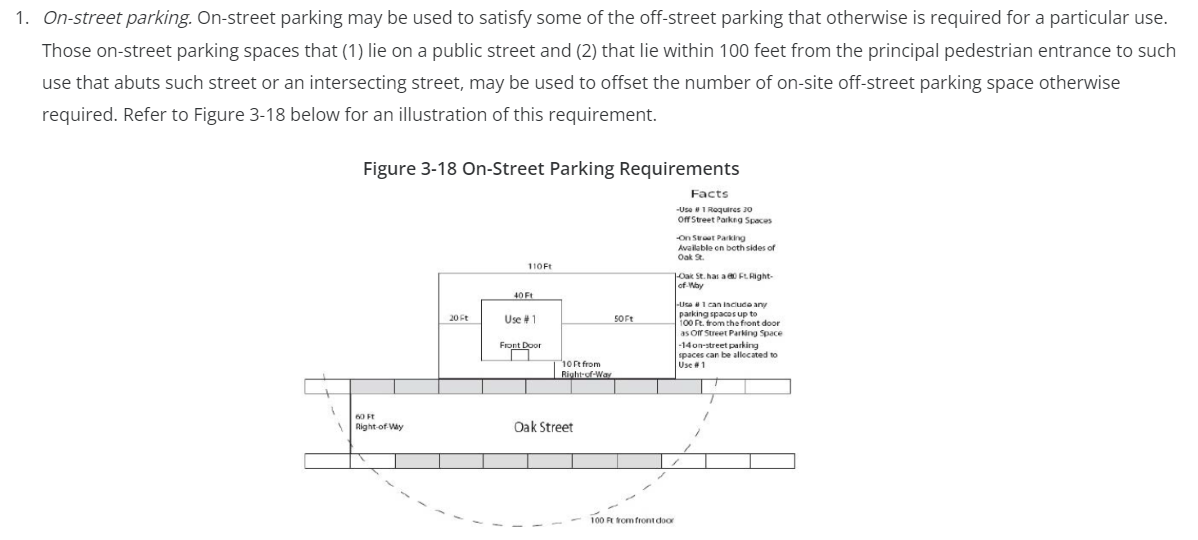 1. On-street parking. On-street parking may be used to satisfy some of the off-street parking that otherwise is required for a particular use.
Those on-street parking spaces that (1) lie on a public street and (2) that lie within 100 feet from the principal pedestrian entrance to such
use that abuts such street or an intersecting street, may be used to offset the number of on-site off-street parking space otherwise
required. Refer to Figure 3-18 below for an illustration of this requirement.
Figure 3-18 On-Street Parking Requirements
Facts
-Use # 1 Requires
Off Street Parking Spaces
-On Street Parking
Available on both sides of
Oak St.
-Oak St. has a Ft. Right-
of-Way
-Use # 1 can include any
parking spaces up to
100 Ft. from the front door
as Off Street Parking Space
-14 on-street parking
spaces can be allocated to
Use # 1
110 Ft
40 Ft
20 Ft
Use # 1
50 Ft
Front Door
10 Ft from
Right-of-Way
60 Ft
Right-of-Way
Oak Street
100 Ft from front door